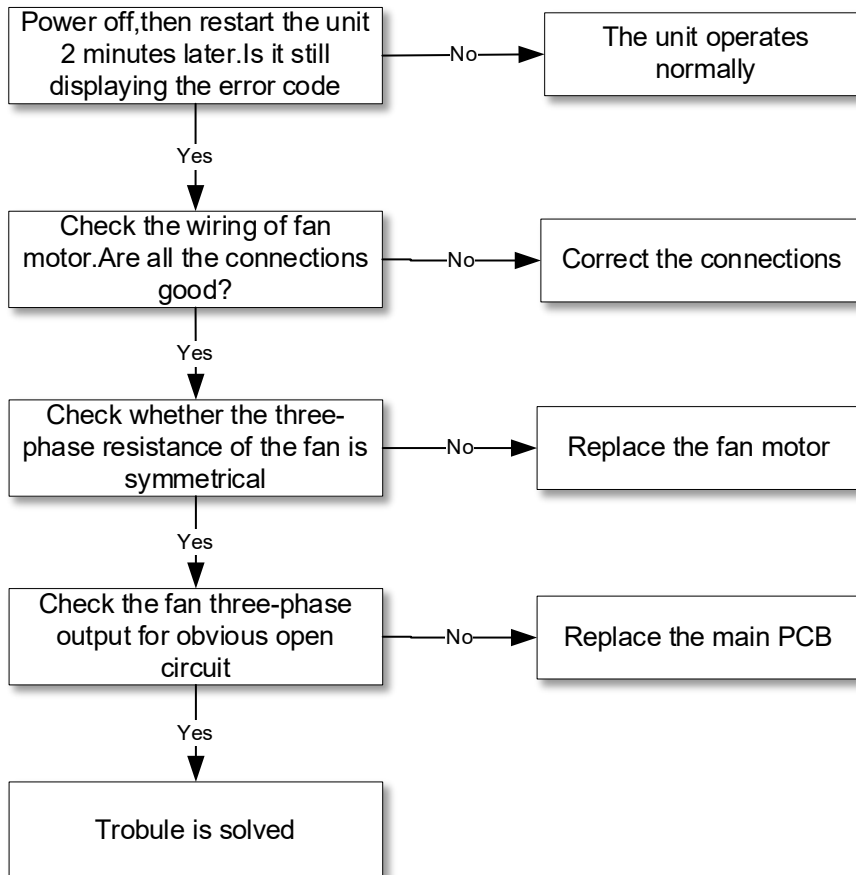 Power off,then restart the unit
2 minutes later.Is it still
displaying the error code
No
The unit operates
normally
Yes
Check the wiring of fan
motor.Are all the connections
good?
No
Correct the connections
Yes
Check whether the three-
phase resistance of the fan is
symmetrical
No
Replace the fan motor
Yes
Check the fan three-phase
output for obvious open
circuit
No
Replace the main PCB
Yes
Trobule is solved